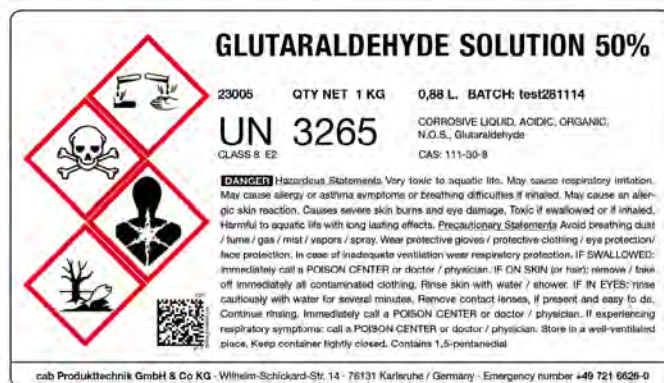 GLUTARALDEHYDE SOLUTION 50%
23005 QTY NET 1 KG 0,88 L. BATCH: test281114
UN 3265
CORROSIVE LIQUID, ACIDIC, ORGANIC,
N.O.S., Glutaraldehyde
CLASS 8 E2
CAS: 111-30-8
DANGER Hazardous Statements Very toxic to aquatic life. May cause respiratory irritation.
May cause allergy or asthma symptoms or breathing difficulties if inhaled. May cause an aller-
gic skin reaction. Causes severe skin burns and eye damage. Toxic if swallowed or if inhaled.
Harmful to aquatic life with long lasting effects. Precautionary Statements Avoid breathing dust
/ fume / gas / mist / vapors / spray. Wear protective gloves / protective clothing / eye protection/
face protection. In case of inadequate ventilation wear respiratory protection. IF SWALLOWED:
immediately call a POISON CENTER or doctor / physician. IF ON SKIN (or hair): remove / take
off immediately all contaminated clothing. Rinse skin with water / shower. IF IN EYES: rinse
cautiously with water for several minutes. Remove contact lenses, if present and easy to do.
Continue rinsing. Immediately call a POISON CENTER or doctor / physician. If experiencing
respiratory symptoms: call a POISON CENTER or doctor / physician. Store in a well-ventilated
place. Keep container tightly closed. Contains 1,5-pentanedial
cab Produkttechnik GmbH & Co KG - Wilhelm-Schickard-Str. 14 - 76131 Karlsruhe / Germany - Emergency number +49 721 6626-0